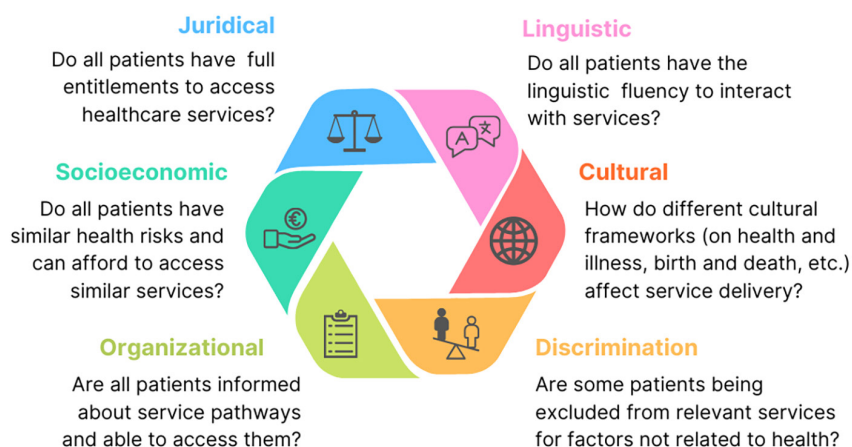 Juridical
Do all patients have full
entitlements to access
healthcare services?
Linguistic
Do all patients have the
linguistic fluency to interact
with services?
Socioeconomic
Do all patients have
similar health risks and
can afford to access
similar services?
Cultural
How do different cultural
frameworks (on health and
illness, birth and death, etc.)
affect service delivery?
Organizational
Are all patients informed
about service pathways
and able to access them?
Discrimination
Are some patients being
excluded from relevant services
for factors not related to health?
A
文
€